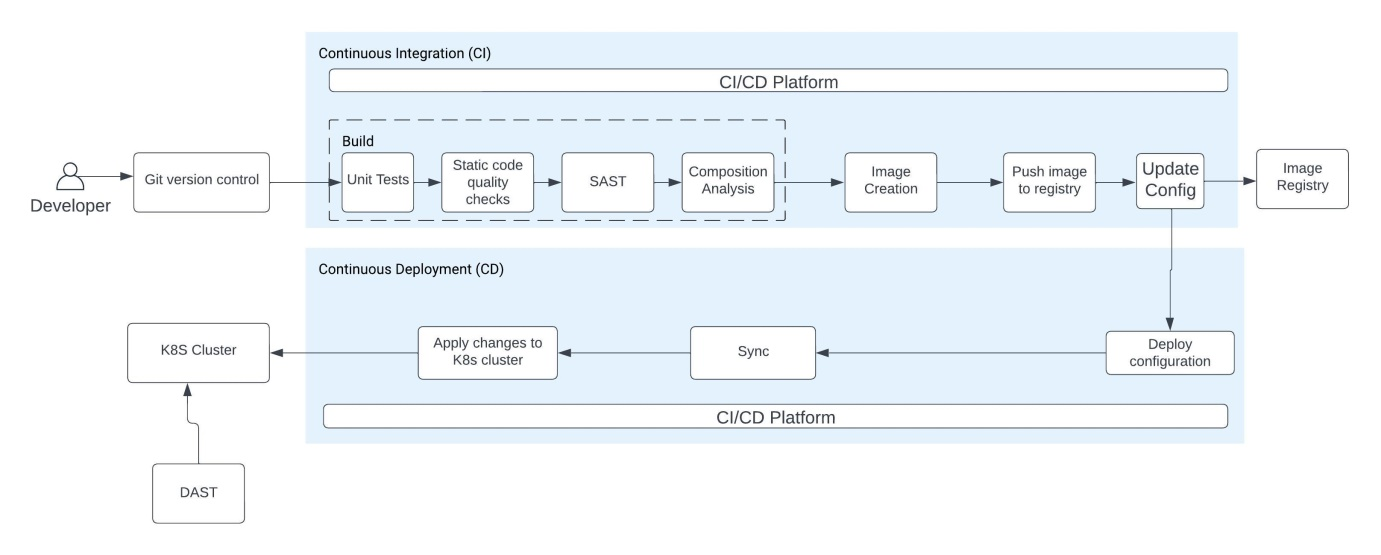 Continuous Integration (CI)
CI/CD Platform
Build
Developer
Git version control
Unit Tests
Static code
quality
checks
SAST
Composition
Analysis
Image
Creation
Push image
to registry
Update
Config
Image
Registry
Continuous Deployment (CD)
K8S Cluster
Apply changes to
K8s cluster
Sync
Deploy
configuration
CI/CD Platform
DAST